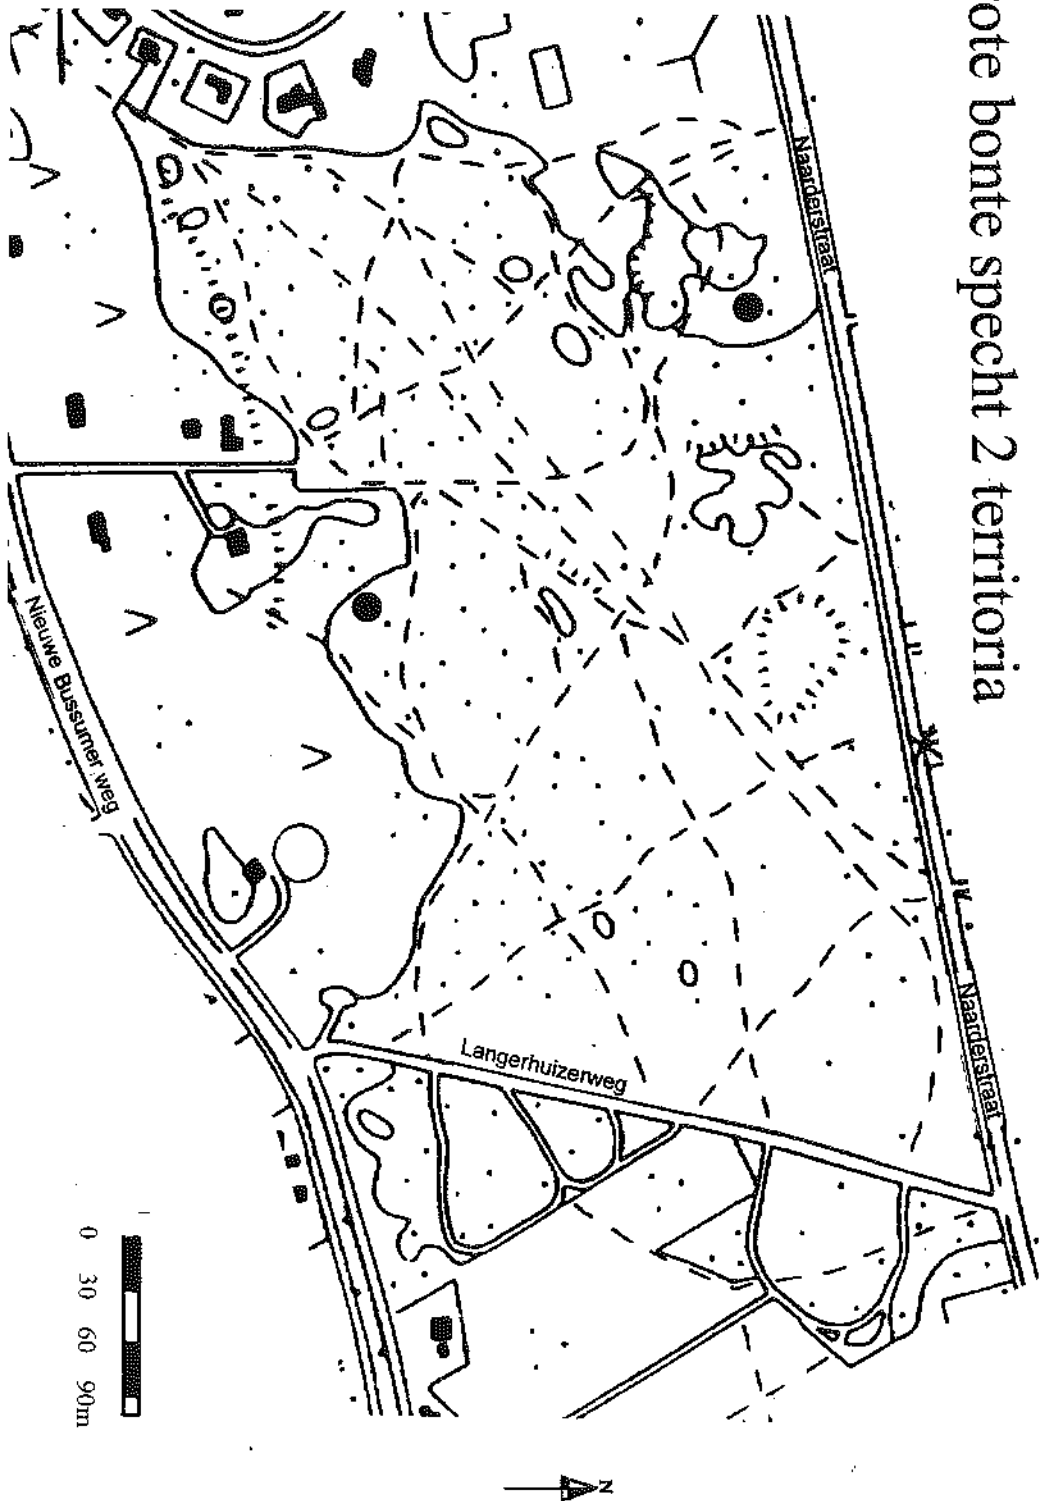 ote bonte specht 2 territoria
Naarderstraat
Naarderstraat
Langerhuizerweg
Nieuwe Bussumer weg
0 30 60 90m
N